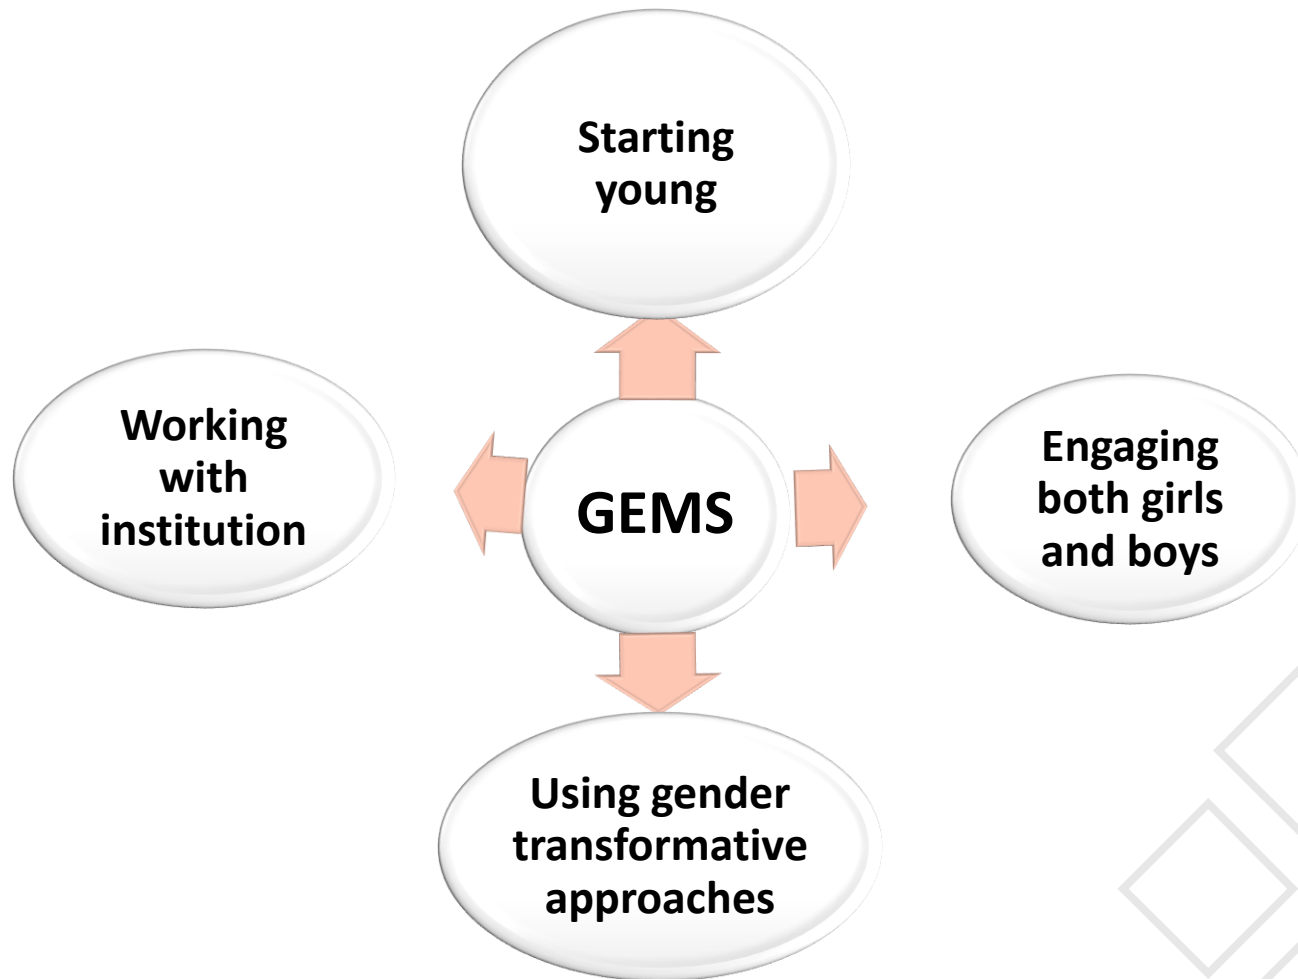 Starting
young
Working
with
institution
GEMS
Engaging
both girls
and boys
Using gender
transformative
approaches